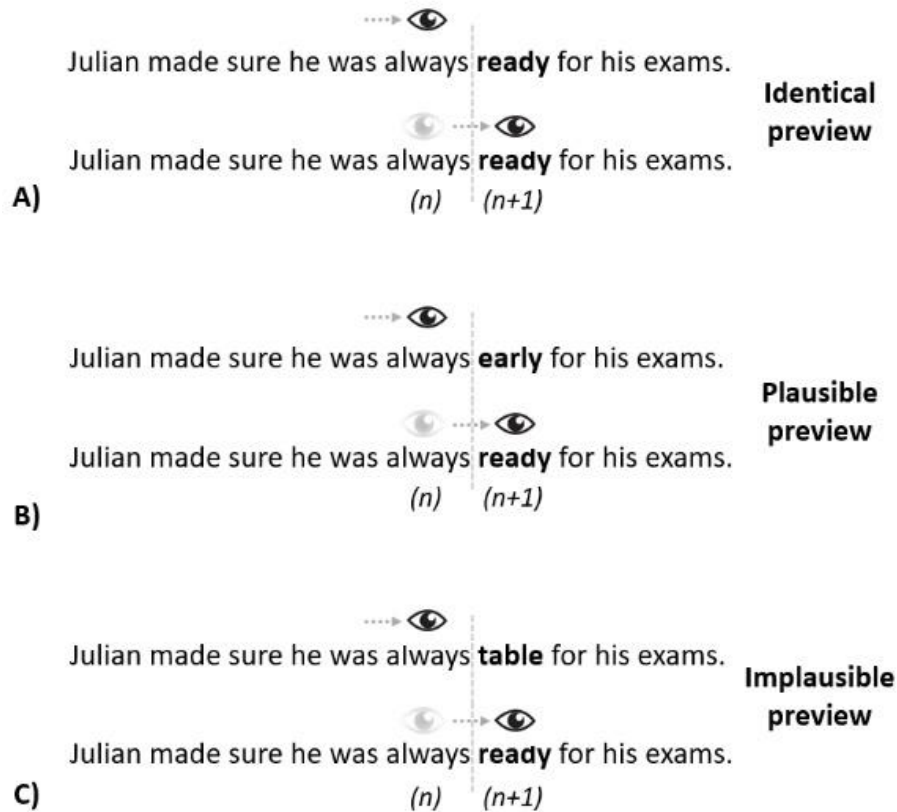 Julian made sure he was always ready for his exams.
Identical
preview
Julian made sure he was always ready for his exams.
A)
(n) (n+1)
Julian made sure he was always early for his exams.
Plausible
preview
Julian made sure he was always ready for his exams.
(n) (n+1)
B)
Julian made sure he was always table for his exams.
Implausible
preview
Julian made sure he was always ready for his exams.
C)
(n) (n+1)